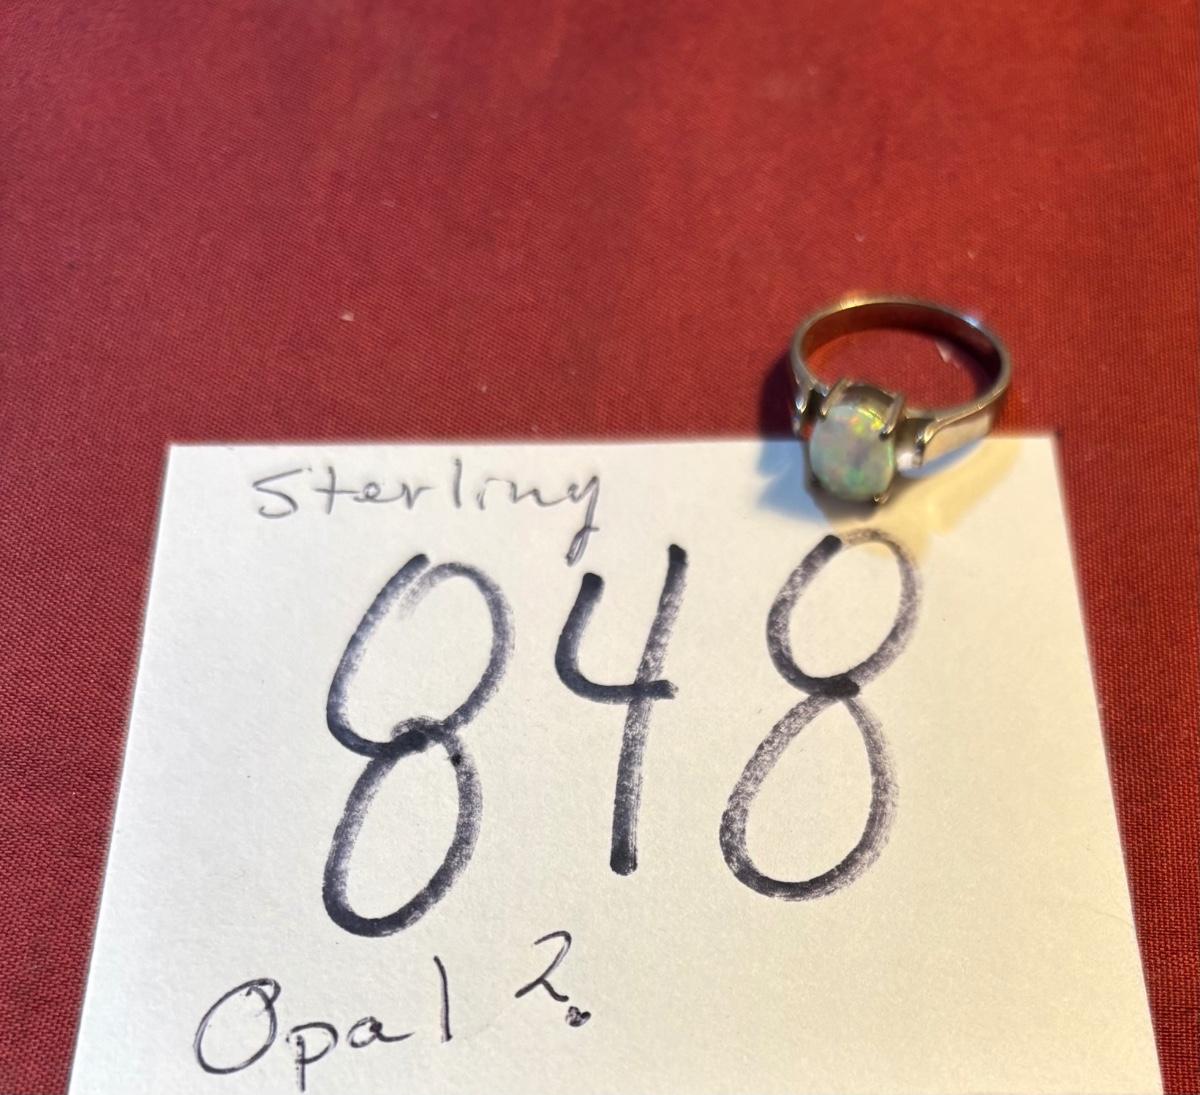 Sterling
848
Opal ?